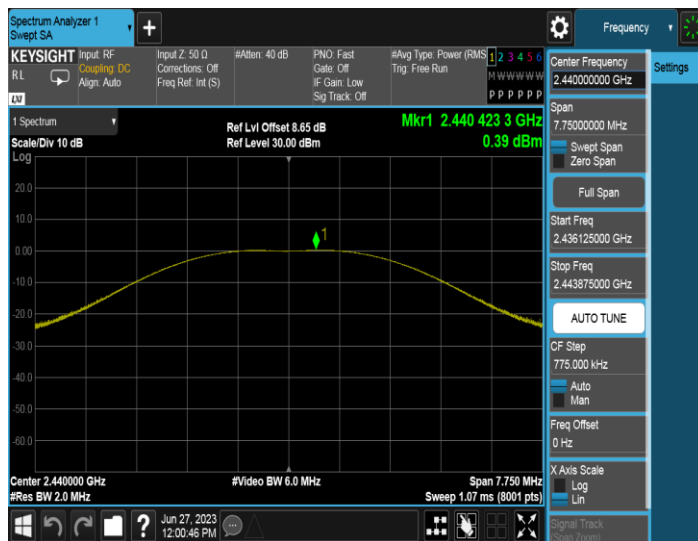 Spectrum Analyzer 1
Swept SA
+
Frequency
KEYSIGHT
RL
LXI
Input: RF
Coupling: DC
Align: Auto
Input Z: 50 Ω
Corrections: Off
Freq Ref: Int (S)
#Atten: 40 dB
PNO: Fast
Gate: Off
IF Gain: Low
Sig Track: Off
#Avg Type: Power (RMS
Trig: Free Run
1 2 3 4 5 6
M W W W W W
P P P P P P
1 Spectrum
Scale/Div 10 dB
Log
Ref Lvl Offset 8.65 dB
Ref Level 30.00 dBm
Mkr1 2.440 423 3 GHz
0.39 dBm
20.0
10.0
0.00
-10.0
-20.0
-30.0
-40.0
-50.0
-60.0
1
Center 2.440000 GHz
#Res BW 2.0 MHz
#Video BW 6.0 MHz
Span 7.750 MHz
Sweep 1.07 ms (8001 pts)
Center Frequency
2.440000000 GHz
Span
7.75000000 MHz
Swept Span
Zero Span
Full Span
Start Freq
2.436125000 GHz
Stop Freq
2.443875000 GHz
AUTO TUNE
CF Step
775.000 kHz
Auto
Man
Freq Offset
0 Hz
X Axis Scale
Log
Lin
Signal Track
(Span Zoom)
Settings
?
Jun 27, 2023
12:00:46 PM